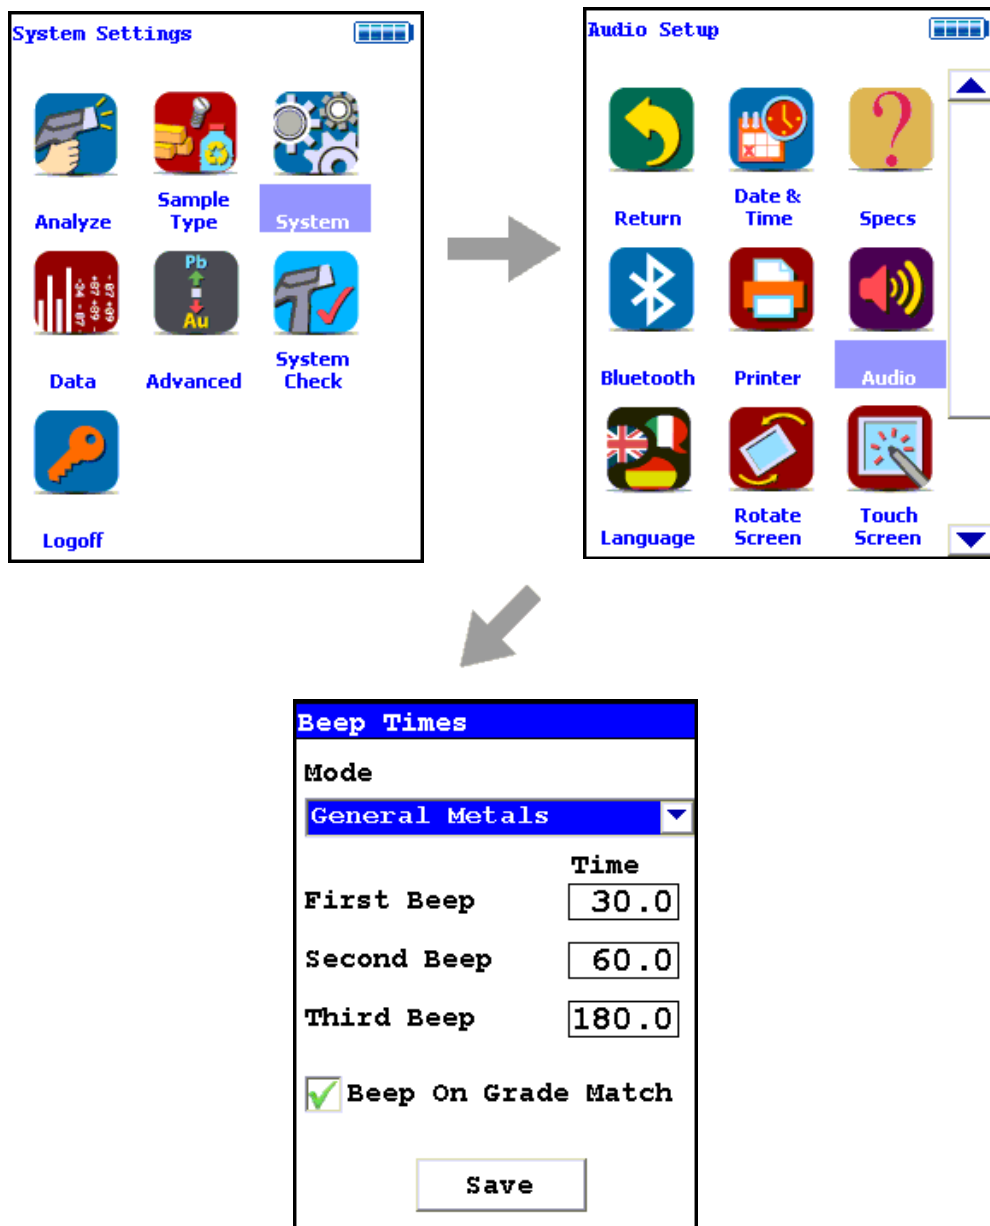 System Settings
Analyze
Sample
Type
System
Pb
Au
Data
Advanced
System
Check
Logoff
Audio Setup
Return
Date &
Time
Specs
Bluetooth
Printer
Audio
Language
Rotate
Screen
Touch
Screen
Beep Times
Mode
General Metals
Time
First Beep 30.0
Second Beep 60.0
Third Beep 180.0
Beep On Grade Match
Save